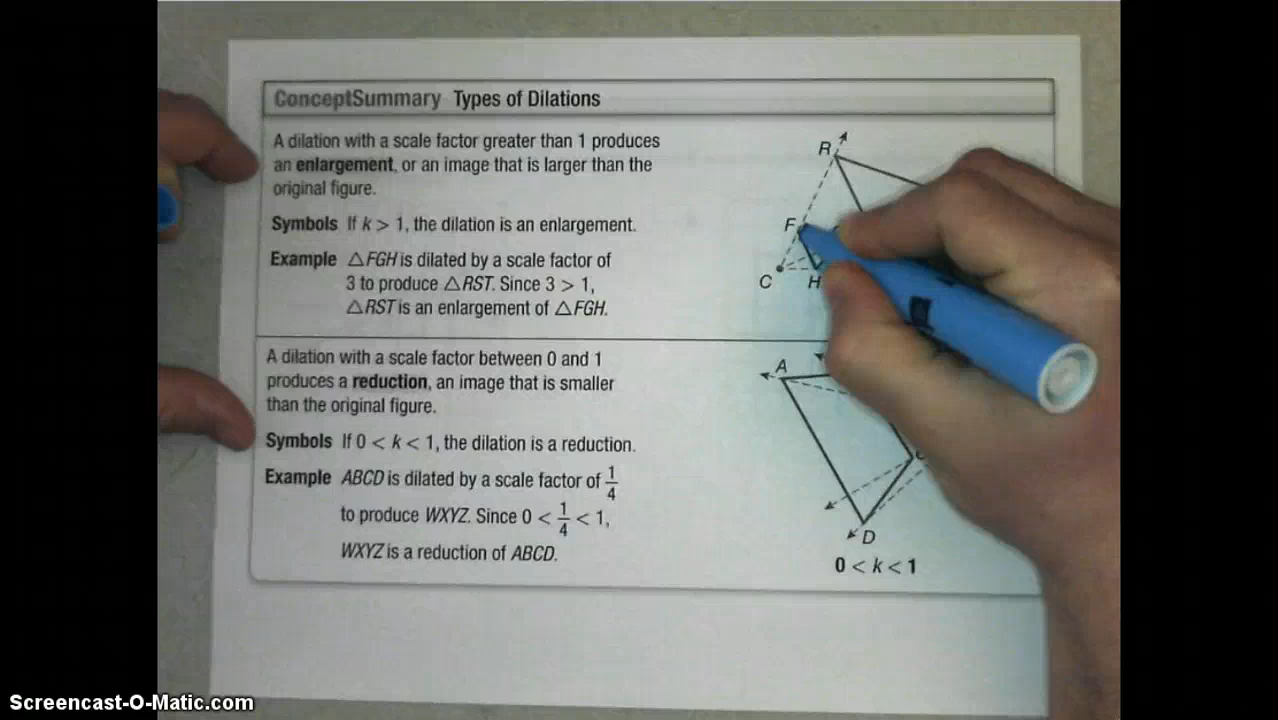 ConceptSummary Types of Dilations
A dilation with a scale factor greater than 1 produces
an enlargement, or an image that is larger than the
original figure.
Symbols If k > 1, the dilation is an enlargement.
Example △FGH is dilated by a scale factor of
3 to produce △RST. Since 3 > 1,
△RST is an enlargement of △FGH.
R
F
C H
A dilation with a scale factor between 0 and 1
produces a reduction, an image that is smaller
than the original figure.
Symbols If 0 < k < 1, the dilation is a reduction.
Example ABCD is dilated by a scale factor of 1/4
to produce WXYZ. Since 0 < 1/4 < 1,
WXYZ is a reduction of ABCD.
A
D
0 < k < 1
Screencast-O-Matic.com